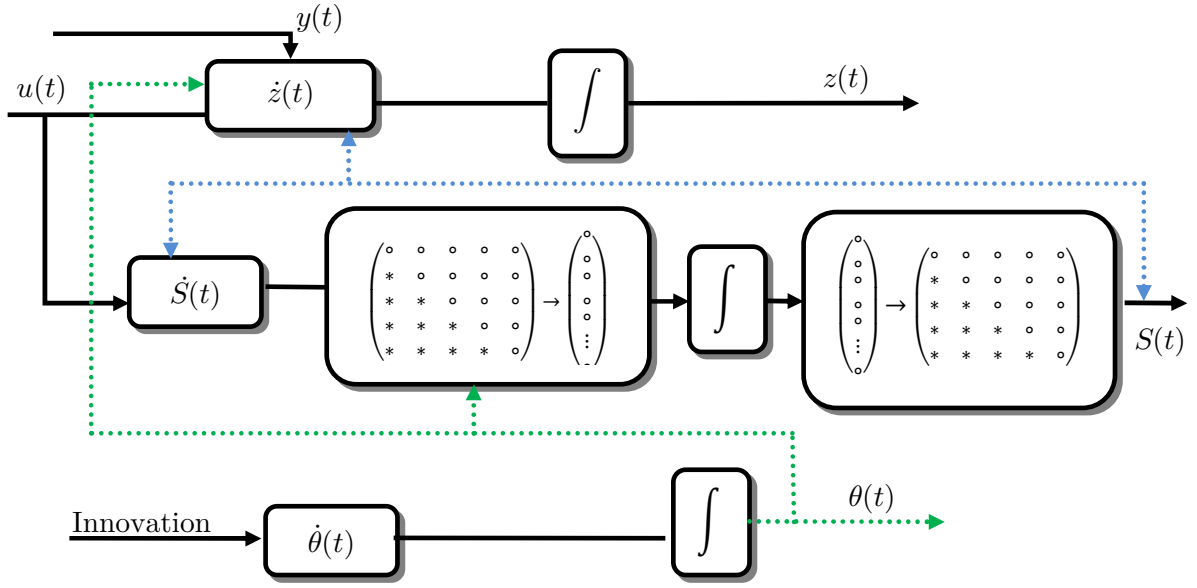 y(t)
u(t)
ż(t)
∫
z(t)
Ṡ(t)
∘ ∘ ∘ ∘ ∘
* ∘ ∘ ∘ ∘
* * ∘ ∘ ∘
* * * ∘ ∘
* * * * ∘
→
∘
∘
∘
∘
∘
⋮
∘
∫
∘
∘
∘
∘
∘
⋮
∘
→
∘ ∘ ∘ ∘ ∘
* ∘ ∘ ∘ ∘
* * ∘ ∘ ∘
* * * ∘ ∘
* * * * ∘
S(t)
Innovation
θ̇(t)
∫
θ(t)